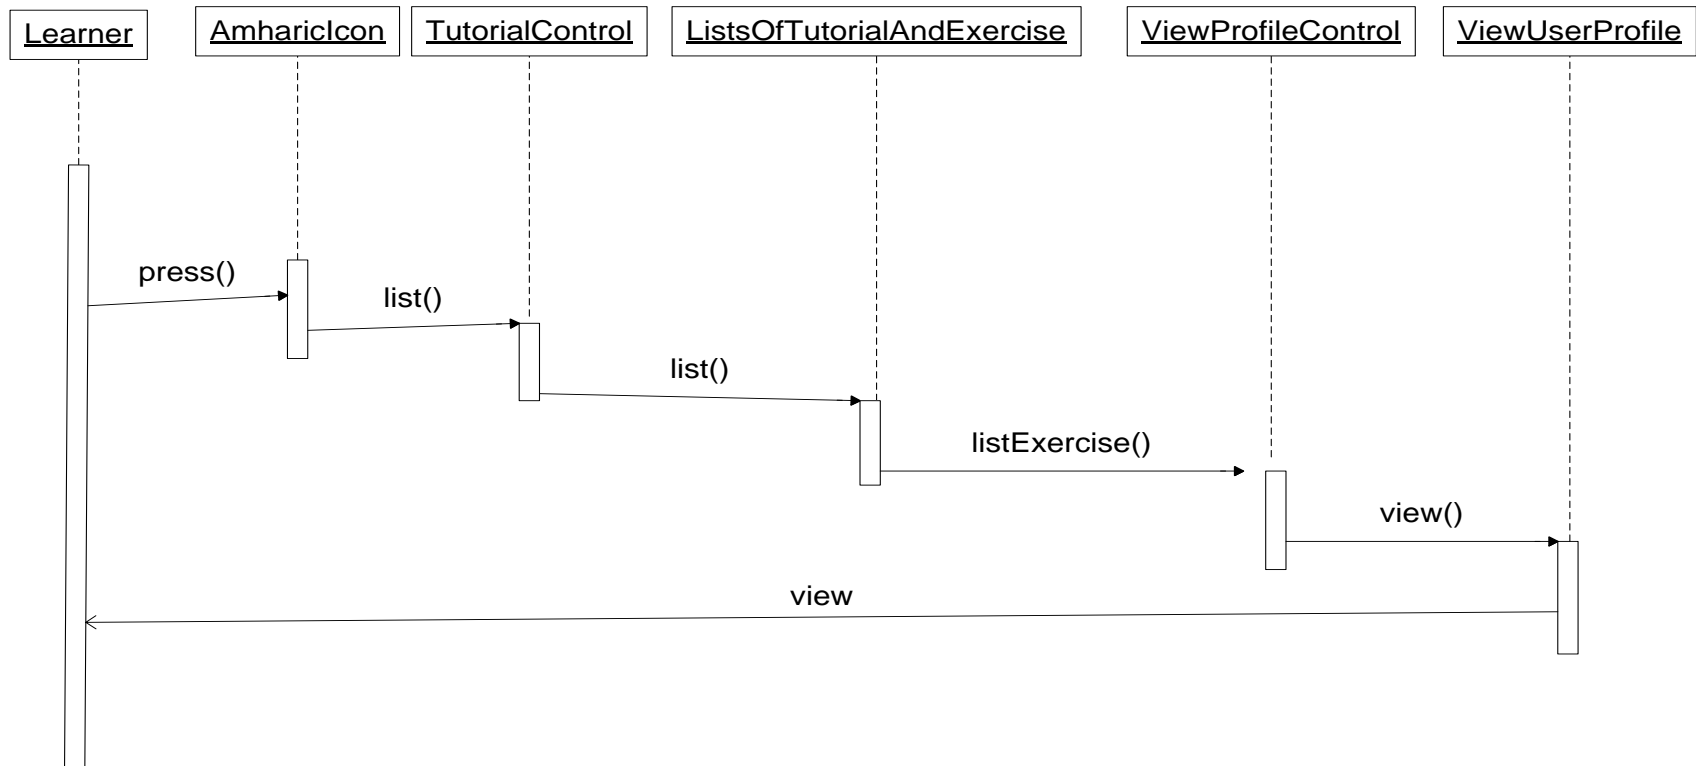 Learner
AmharicIcon
TutorialControl
ListsOfTutorialAndExercise
ViewProfileControl
ViewUserProfile
press()
list()
list()
listExercise()
view()
view